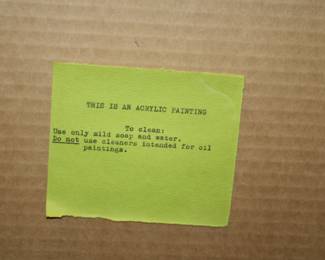 THIS IS AN ACRYLIC PAINTING
To clean:
Use only mild soap and water.
Do not use cleaners intended for oil
paintings.